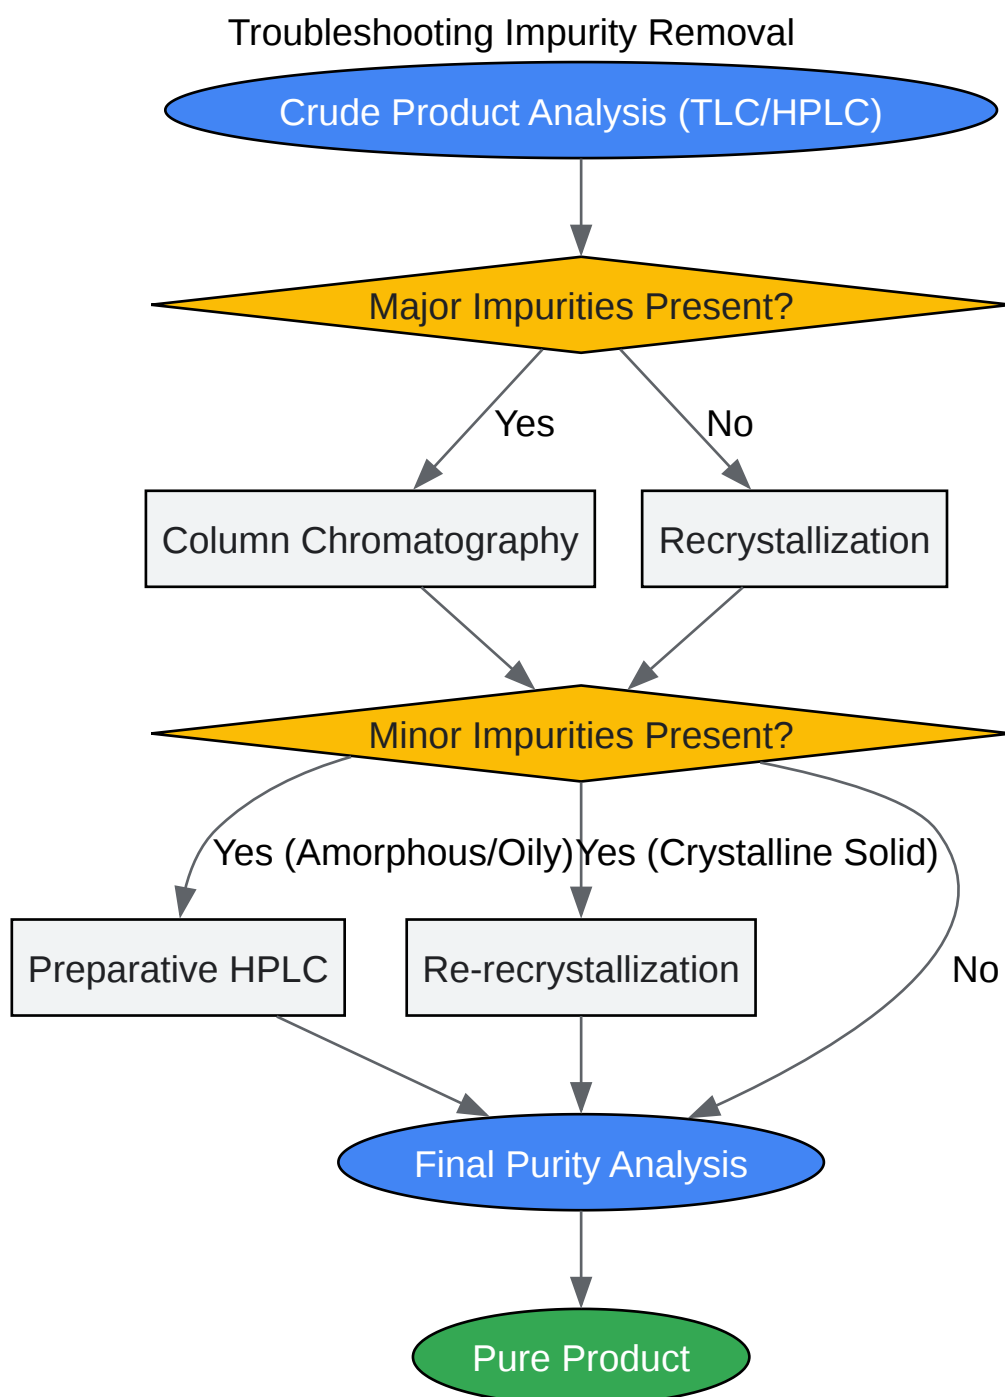 Troubleshooting Impurity Removal
Crude Product Analysis (TLC/HPLC)
Major Impurities Present?
Yes
No
Column Chromatography
Recrystallization
Minor Impurities Present?
Yes (Amorphous/Oily)
Yes (Crystalline Solid)
No
Preparative HPLC
Re-recrystallization
Final Purity Analysis
Pure Product